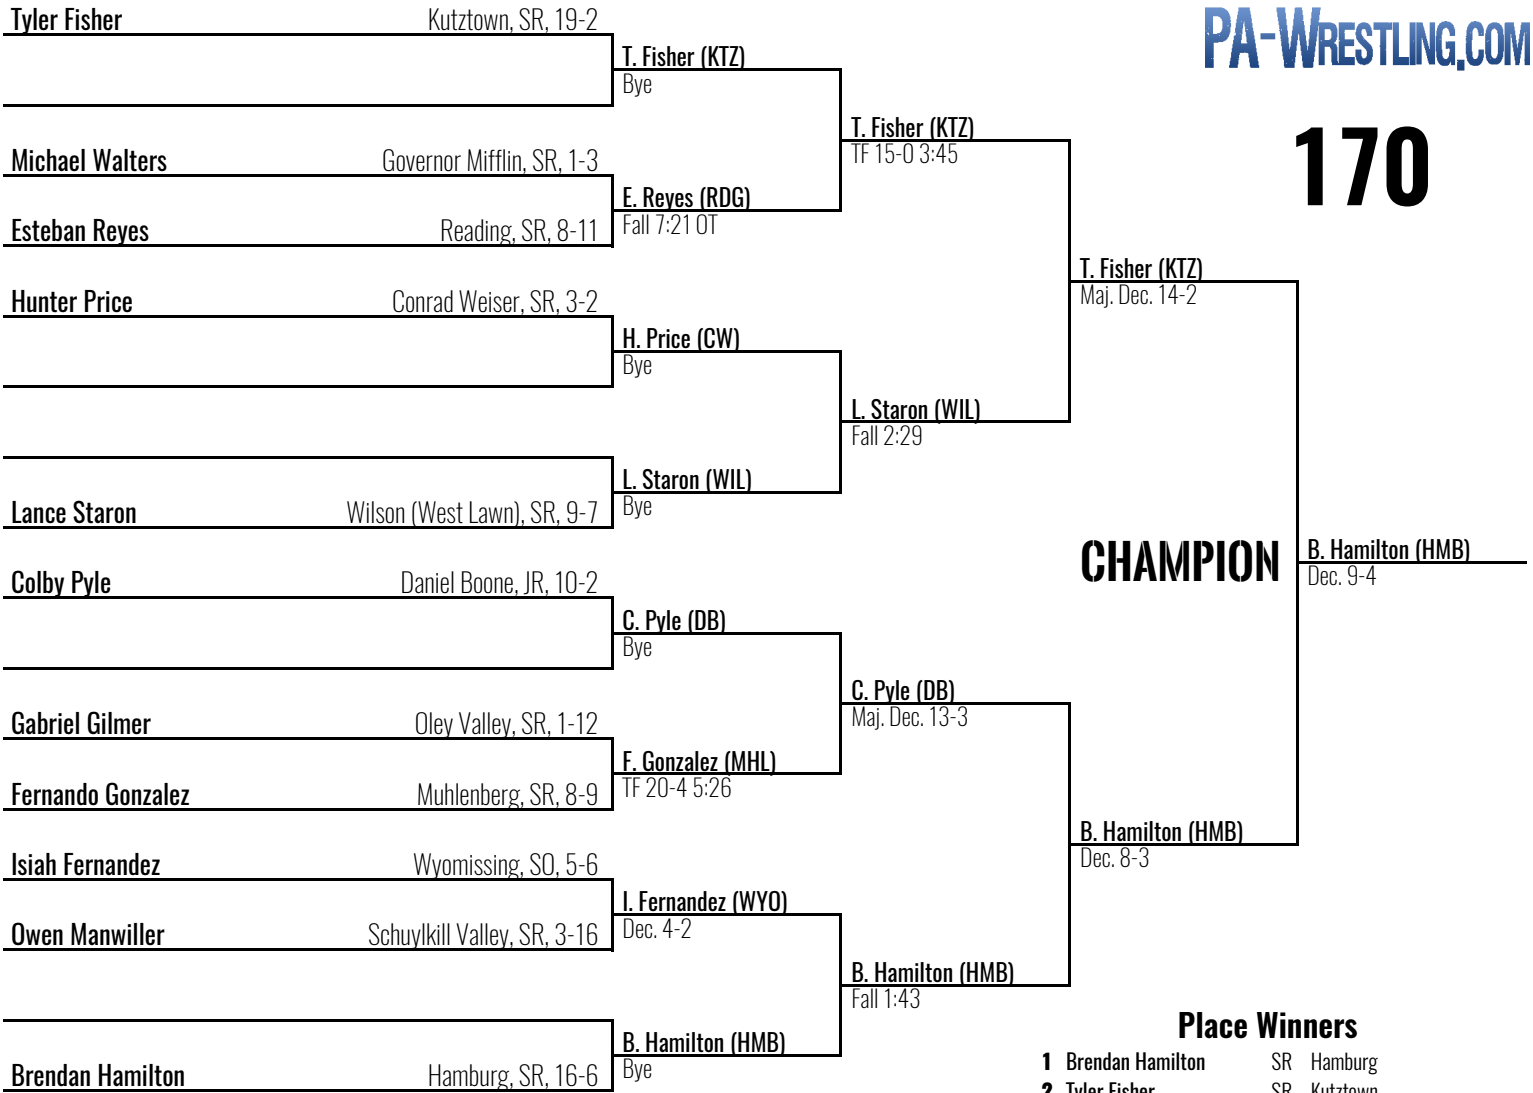 PA-WRESTLING.COM
170
Tyler Fisher Kutztown, SR, 19-2
Michael Walters Governor Mifflin, SR, 1-3
Esteban Reyes Reading, SR, 8-11
Hunter Price Conrad Weiser, SR, 3-2
Lance Staron Wilson (West Lawn), SR, 9-7
Colby Pyle Daniel Boone, JR, 10-2
Gabriel Gilmer Oley Valley, SR, 1-12
Fernando Gonzalez Muhlenberg, SR, 8-9
Isiah Fernandez Wyomissing, SO, 5-6
Owen Manwiller Schuylkill Valley, SR, 3-16
Brendan Hamilton Hamburg, SR, 16-6
T. Fisher (KTZ)
Bye
E. Reyes (RDG)
Fall 7:21 OT
H. Price (CW)
Bye
L. Staron (WIL)
Bye
C. Pyle (DB)
Bye
F. Gonzalez (MHL)
TF 20-4 5:26
I. Fernandez (WYO)
Dec. 4-2
B. Hamilton (HMB)
Bye
T. Fisher (KTZ)
TF 15-0 3:45
L. Staron (WIL)
Fall 2:29
C. Pyle (DB)
Maj. Dec. 13-3
B. Hamilton (HMB)
Fall 1:43
T. Fisher (KTZ)
Maj. Dec. 14-2
B. Hamilton (HMB)
Dec. 8-3
CHAMPION
B. Hamilton (HMB)
Dec. 9-4
Place Winners
1 Brendan Hamilton SR Hamburg
2 Tyler Fisher SR Kutztown